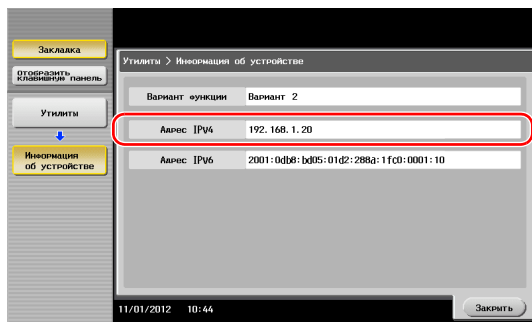 Закладка
Отобразить
клавишную панель
Утилиты
Информация
об устройстве
Утилиты > Информация об устройстве
Вариант функции Вариант 2
Адрес IPv4 192.168.1.20
Адрес IPv6 2001:0db8:bd05:01d2:288a:1fc0:0001:10
11/01/2012 10:44
Закрыть